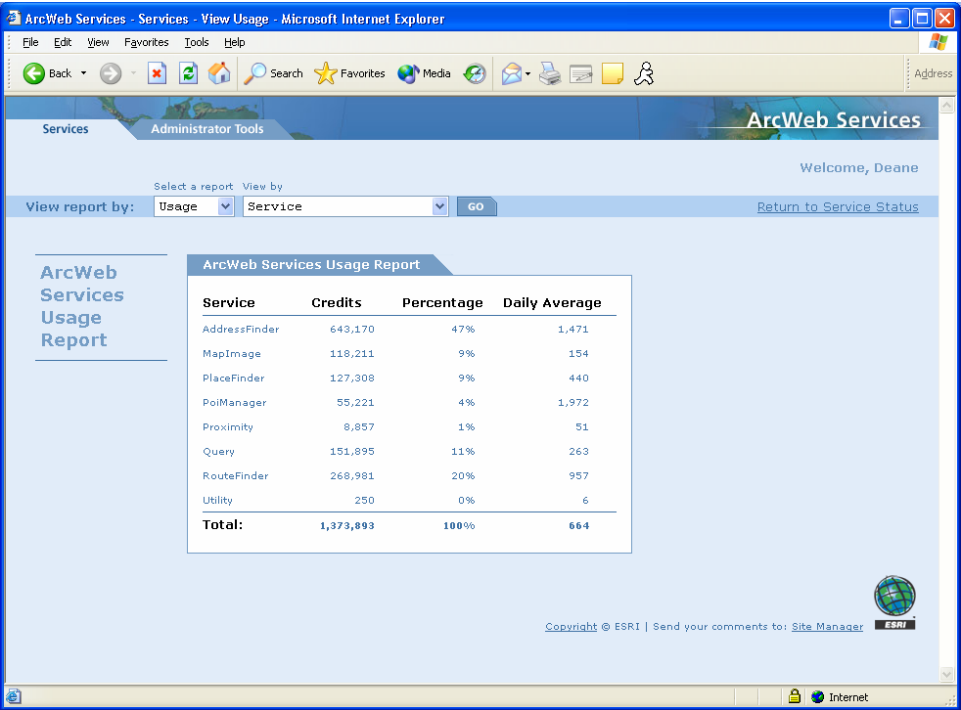 ArcWeb Services - Services - View Usage - Microsoft Internet Explorer
File Edit View Favorites Tools Help
Back Search Favorites Media Address
Services Administrator Tools ArcWeb Services
Welcome, Deane
Select a report View by
View report by: Usage Service GO Return to Service Status
ArcWeb
Services
Usage
Report
ArcWeb Services Usage Report
Service Credits Percentage Daily Average
AddressFinder 643,170 47% 1,471
MapImage 118,211 9% 154
PlaceFinder 127,308 9% 440
PoiManager 55,221 4% 1,972
Proximity 8,857 1% 51
Query 151,895 11% 263
RouteFinder 268,981 20% 957
Utility 250 0% 6
Total: 1,373,893 100% 664
ESRI
Copyright © ESRI | Send your comments to: Site Manager
Internet